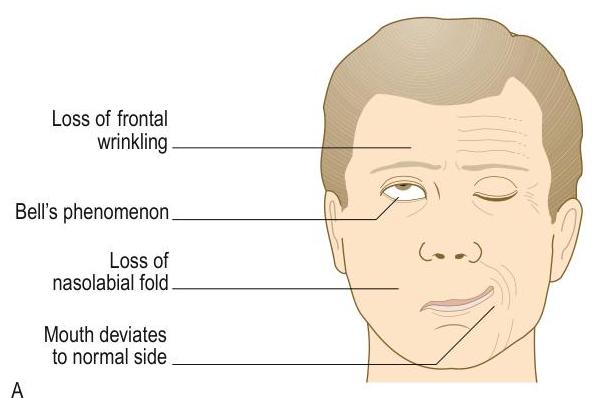 Loss of frontal
wrinkling
Bell's phenomenon
Loss of
nasolabial fold
Mouth deviates
to normal side
A